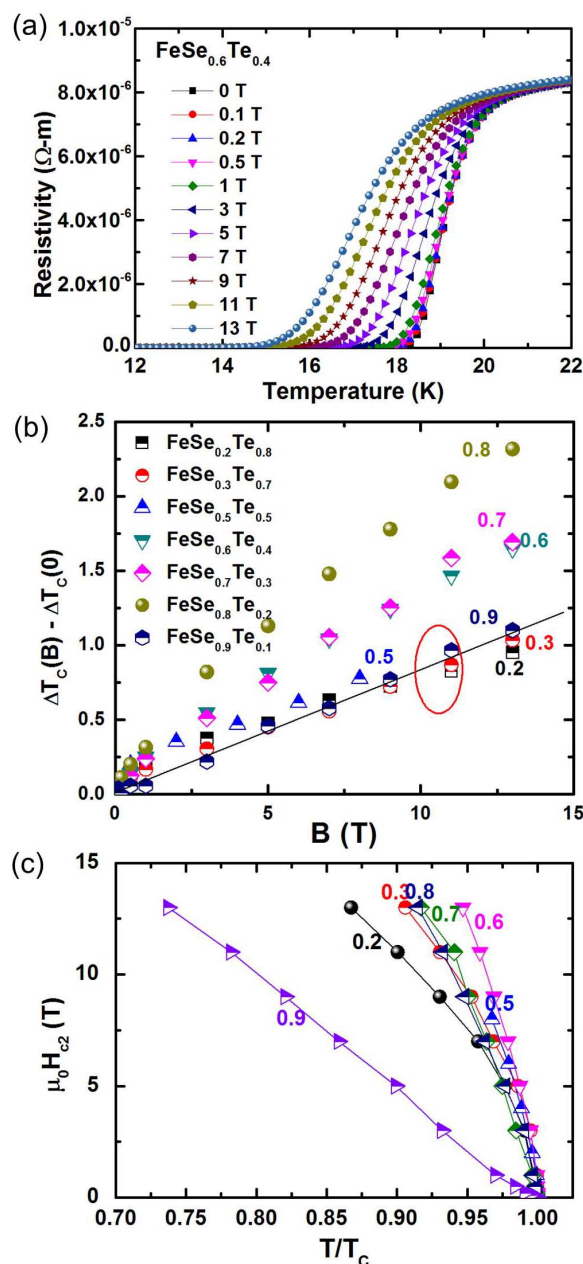 (a)
1.0x10⁻⁵
8.0x10⁻⁶
6.0x10⁻⁶
4.0x10⁻⁶
2.0x10⁻⁶
0.0
Resistivity (Ω-m)
FeSe₀.₆Te₀.₄
0 T
0.1 T
0.2 T
0.5 T
1 T
3 T
5 T
7 T
9 T
11 T
13 T
12 14 16 18 20 22
Temperature (K)
(b)
2.5
2.0
1.5
1.0
0.5
0.0
ΔT_C(B) - ΔT_C(0)
FeSe₀.₂Te₀.₈
FeSe₀.₃Te₀.₇
FeSe₀.₅Te₀.₅
FeSe₀.₆Te₀.₄
FeSe₀.₇Te₀.₃
FeSe₀.₈Te₀.₂
FeSe₀.₉Te₀.₁
0.8
0.7
0.6
0.9
0.5
0.3
0.2
0 5 10 15
B (T)
(c)
15
10
5
0
μ₀H_c2 (T)
0.3
0.8
0.7
0.6
0.2
0.5
0.9
0.70 0.75 0.80 0.85 0.90 0.95 1.00
T/T_C